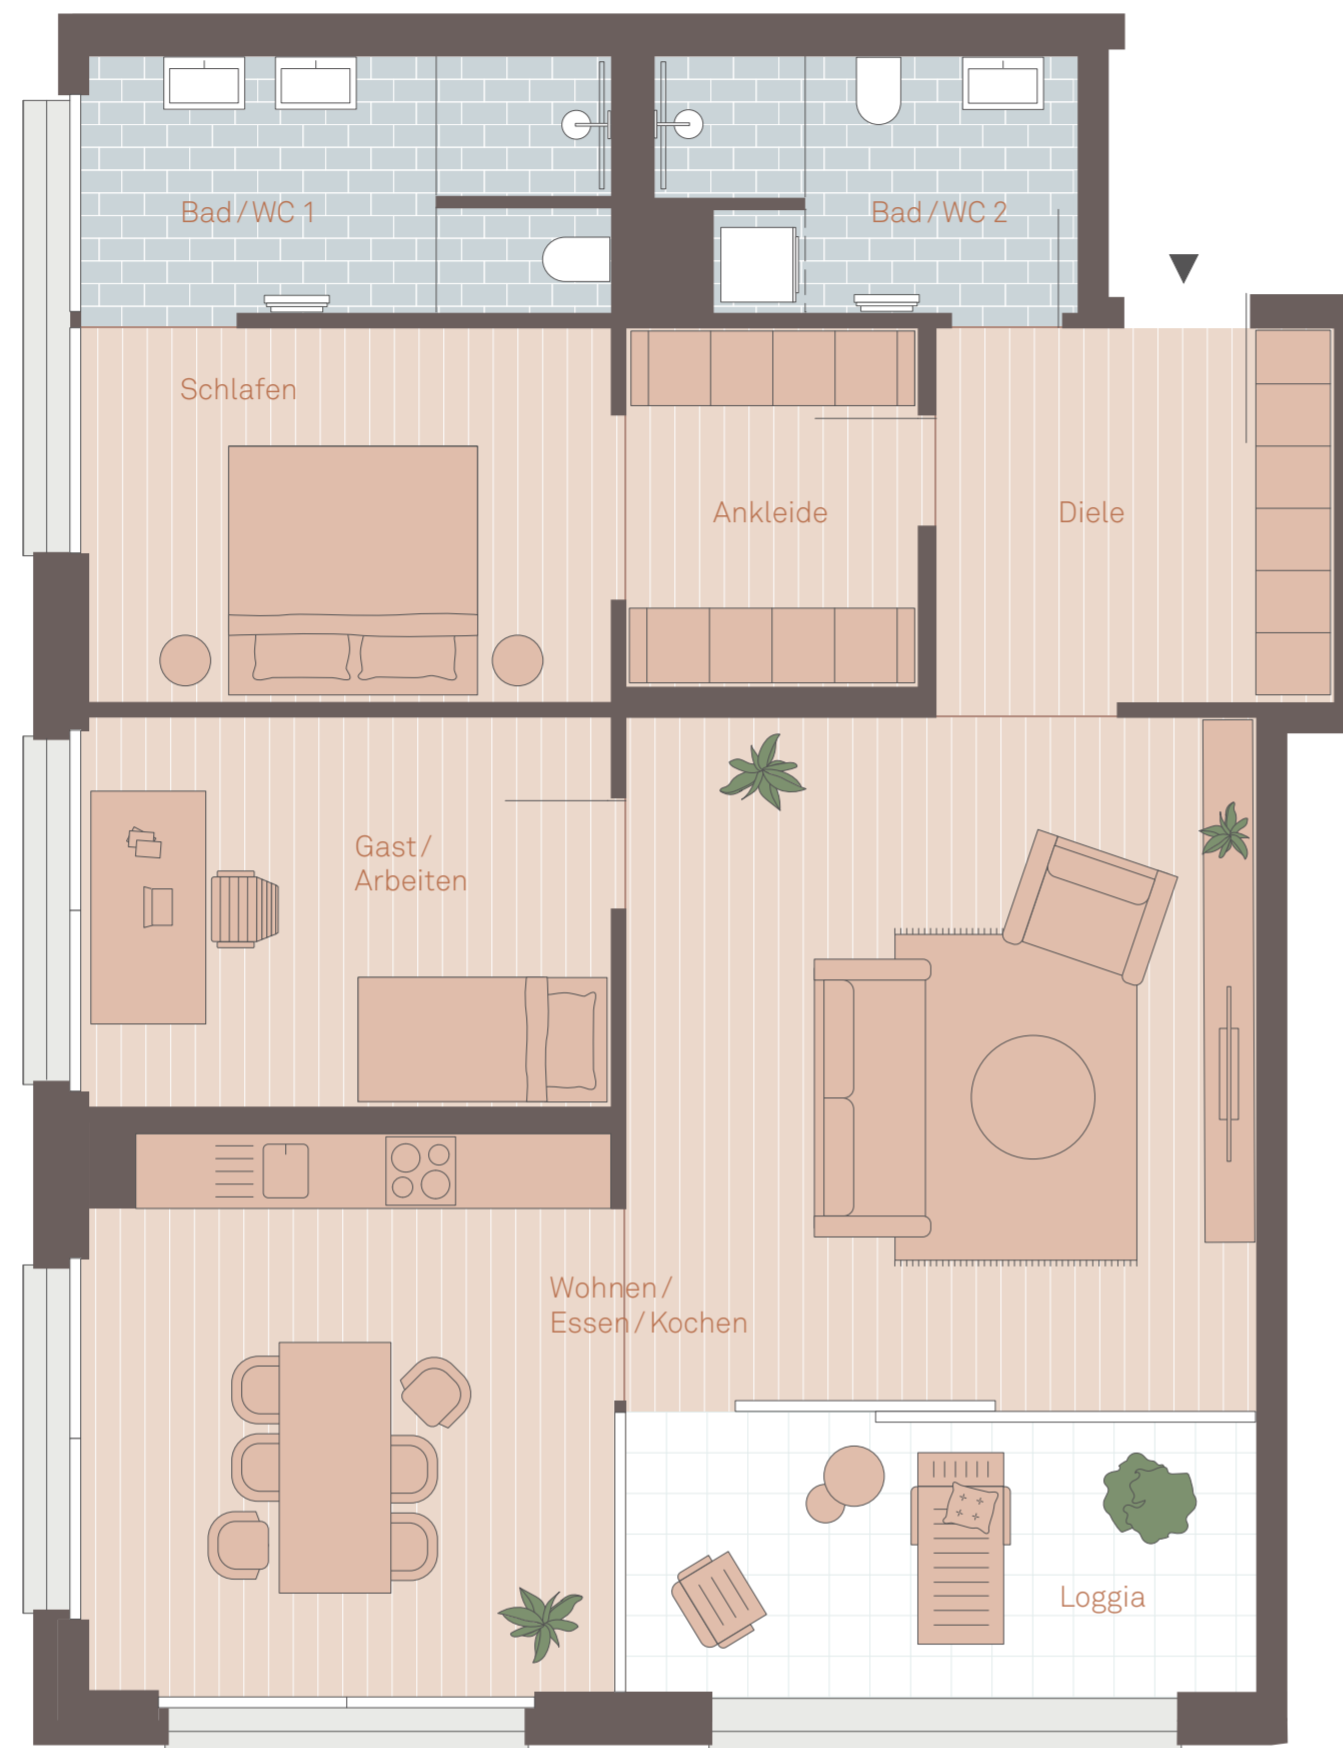 Bad/WC 1
Bad/WC 2
Schlafen
Ankleide
Diele
Gast/
Arbeiten
Wohnen/
Essen/Kochen
Loggia